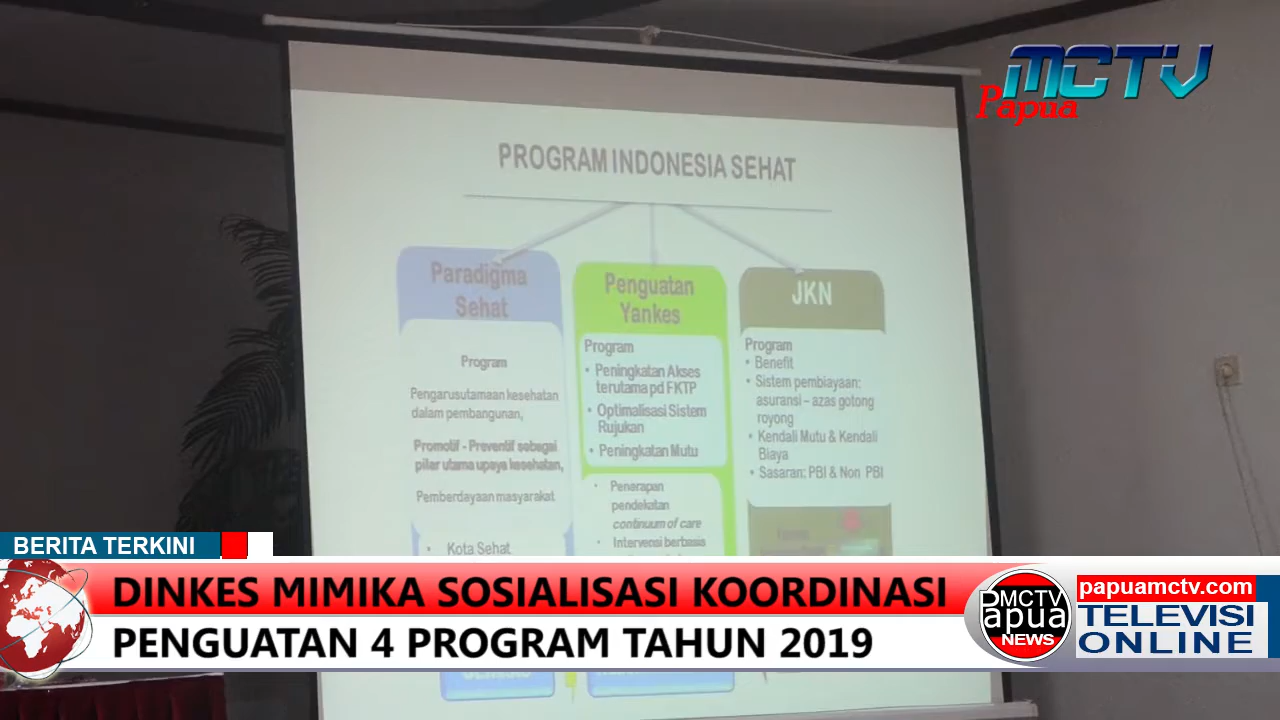 MCTV
Papua
PROGRAM INDONESIA SEHAT
Paradigma
Sehat
Program
Pengarusutamaan kesehatan
dalam pembangunan,
Promotif - Preventif sebagai
pilar utama upaya kesehatan,
Pemberdayaan masyarakat
• Kota Sehat
Penguatan
Yankes
Program
• Peningkatan Akses
terutama pd FKTP
• Optimalisasi Sistem
Rujukan
• Peningkatan Mutu
• Penerapan
pendekatan
continuum of care
• Intervensi berbasis
JKN
Program
• Benefit
• Sistem pembiayaan:
asuransi – azas gotong
royong
• Kendali Mutu & Kendali
Biaya
• Sasaran: PBI & Non PBI
BERITA TERKINI
DINKES MIMIKA SOSIALISASI KOORDINASI
PENGUATAN 4 PROGRAM TAHUN 2019
MCTV
Papua
NEWS
papuamctv.com
TELEVISI
ONLINE